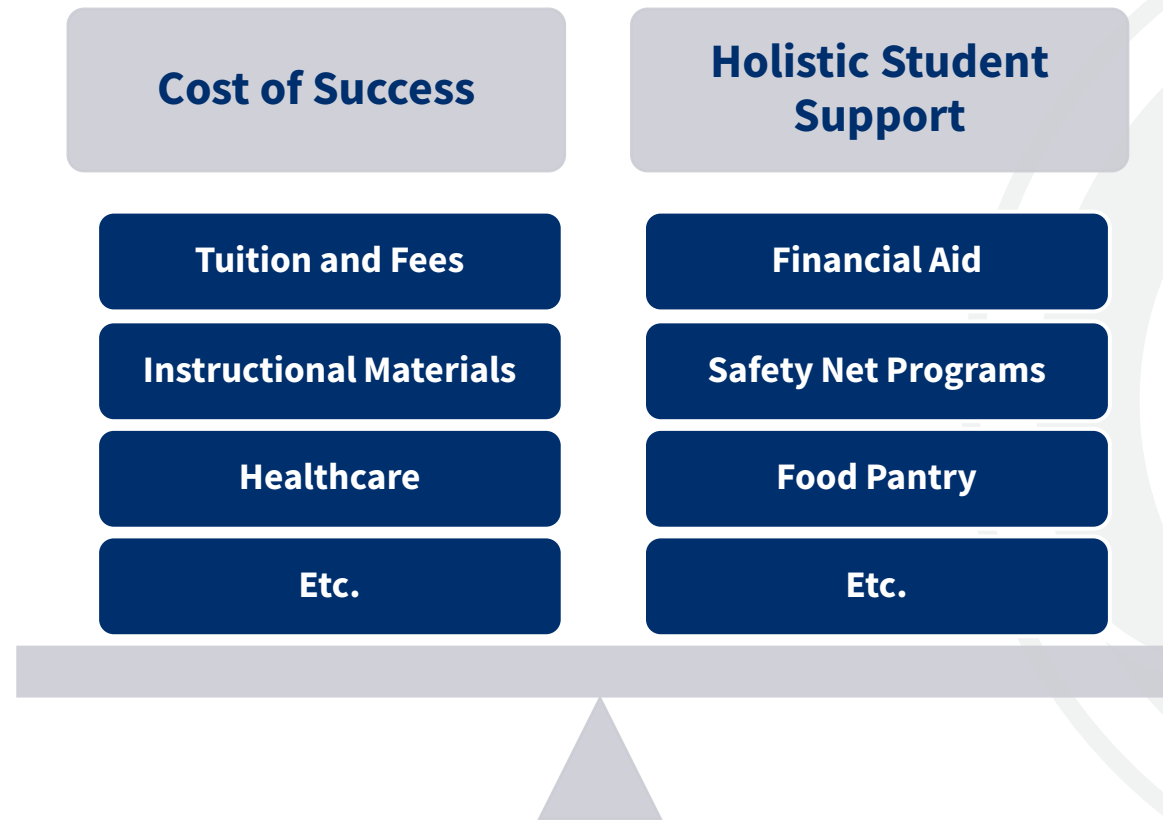 Cost of Success
Tuition and Fees
Instructional Materials
Healthcare
Etc.
Holistic Student
Support
Financial Aid
Safety Net Programs
Food Pantry
Etc.